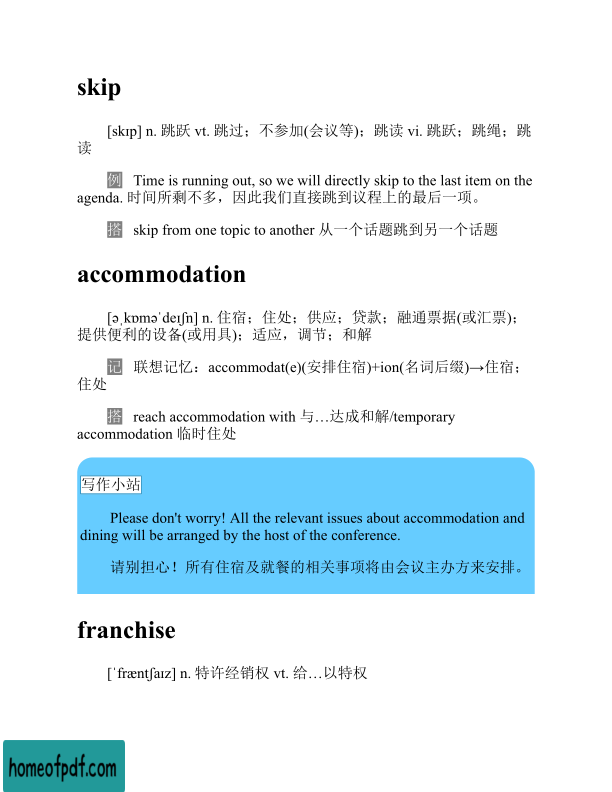 skip
[skɪp] n. 跳跃 vt. 跳过；不参加(会议等)；跳读 vi. 跳跃；跳绳；跳
读
例 Time is running out, so we will directly skip to the last item on the
agenda. 时间所剩不多，因此我们直接跳到议程上的最后一项。
搭 skip from one topic to another 从一个话题跳到另一个话题
accommodation
[əˌkɒməˈdeɪʃn] n. 住宿；住处；供应；贷款；融通票据(或汇票)；
提供便利的设备(或用具)；适应，调节；和解
记 联想记忆：accommodat(e)(安排住宿)+ion(名词后缀)→住宿；
住处
搭 reach accommodation with 与…达成和解/temporary
accommodation 临时住处
写作小站
Please don't worry! All the relevant issues about accommodation and
dining will be arranged by the host of the conference.
请别担心！所有住宿及就餐的相关事项将由会议主办方来安排。
franchise
[ˈfræntʃaɪz] n. 特许经销权 vt. 给…以特权
homeofpdf.com